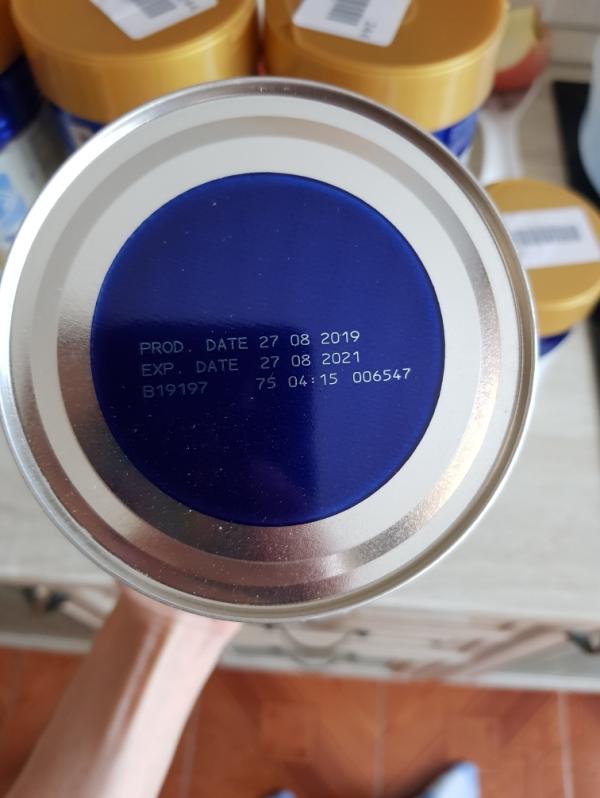 PROD. DATE 27 08 2019
EXP. DATE 27 08 2021
B19197 75 04:15 006547